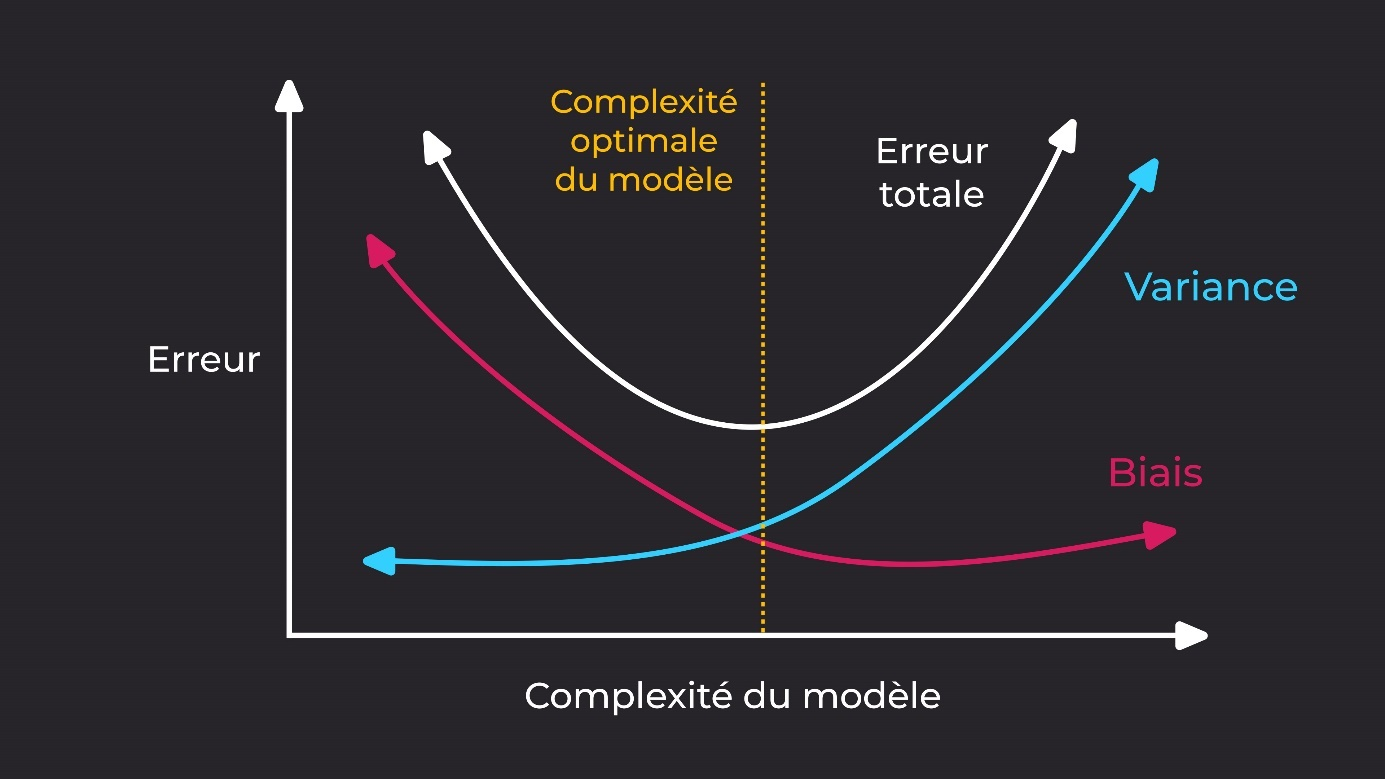 Complexité
optimale
du modèle
Erreur
totale
Variance
Erreur
Biais
Complexité du modèle